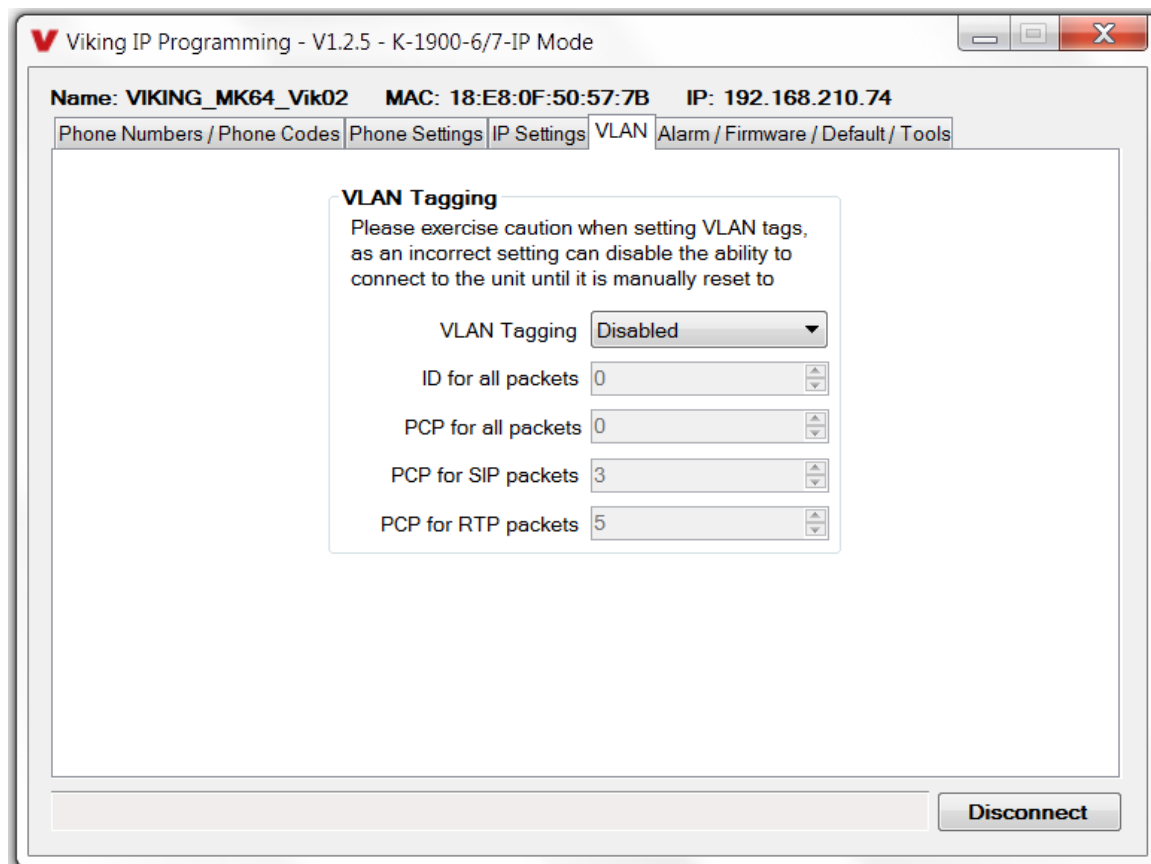 Viking IP Programming - V1.2.5 - K-1900-6/7-IP Mode
Name: VIKING_MK64_Vik02 MAC: 18:E8:0F:50:57:7B IP: 192.168.210.74
Phone Numbers / Phone Codes Phone Settings IP Settings VLAN Alarm / Firmware / Default / Tools
VLAN Tagging
Please exercise caution when setting VLAN tags,
as an incorrect setting can disable the ability to
connect to the unit until it is manually reset to
VLAN Tagging Disabled
ID for all packets 0
PCP for all packets 0
PCP for SIP packets 3
PCP for RTP packets 5
Disconnect